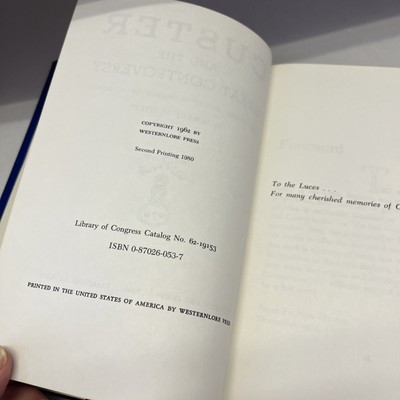 COPYRIGHT 1962 BY
WESTERNLORE PRESS
Second Printing 1980
Library of Congress Catalog No. 62-19153
ISBN 0-87026-053-7
PRINTED IN THE UNITED STATES OF AMERICA BY WESTERNLORE PRESS
To the Luces . . .
For many cherished memories of C